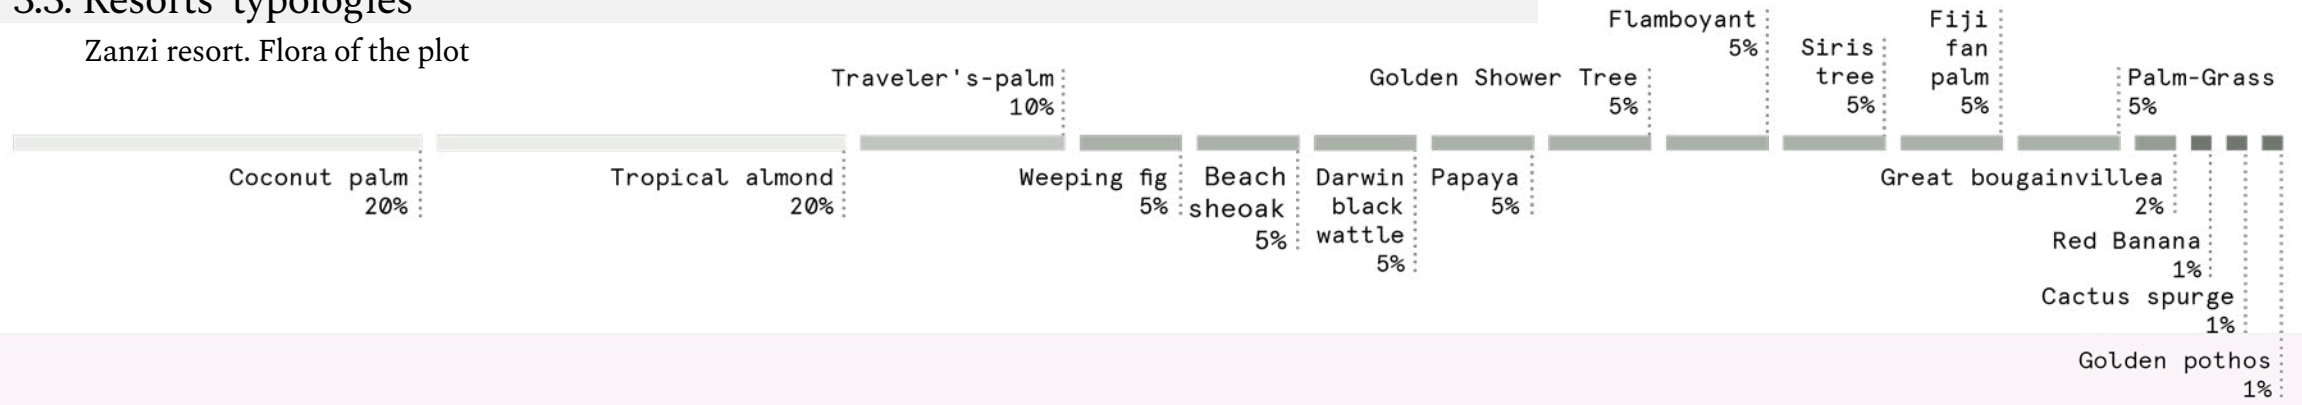 3.3. Resorts' typologies
Zanzi resort. Flora of the plot
Coconut palm
20%
Tropical almond
20%
Traveler's-palm
10%
Weeping fig
5%
Beach
sheoak
5%
Darwin
black
wattle
5%
Papaya
5%
Golden Shower Tree
5%
Flamboyant
5%
Siris
tree
5%
Fiji
fan
palm
5%
Palm-Grass
5%
Great bougainvillea
2%
Red Banana
1%
Cactus spurge
1%
Golden pothos
1%